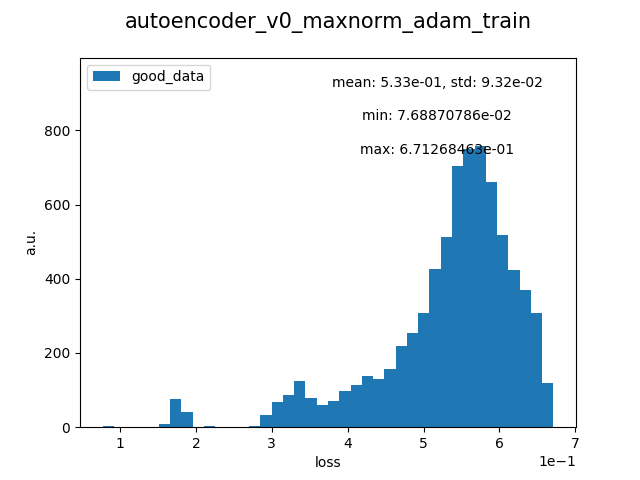 autoencoder_v0_maxnorm_adam_train
good_data
mean: 5.33e-01, std: 9.32e-02
min: 7.68870786e-02
max: 6.71268463e-01
800
600
400
200
0
a.u.
1 2 3 4 5 6 7
1e−1
loss